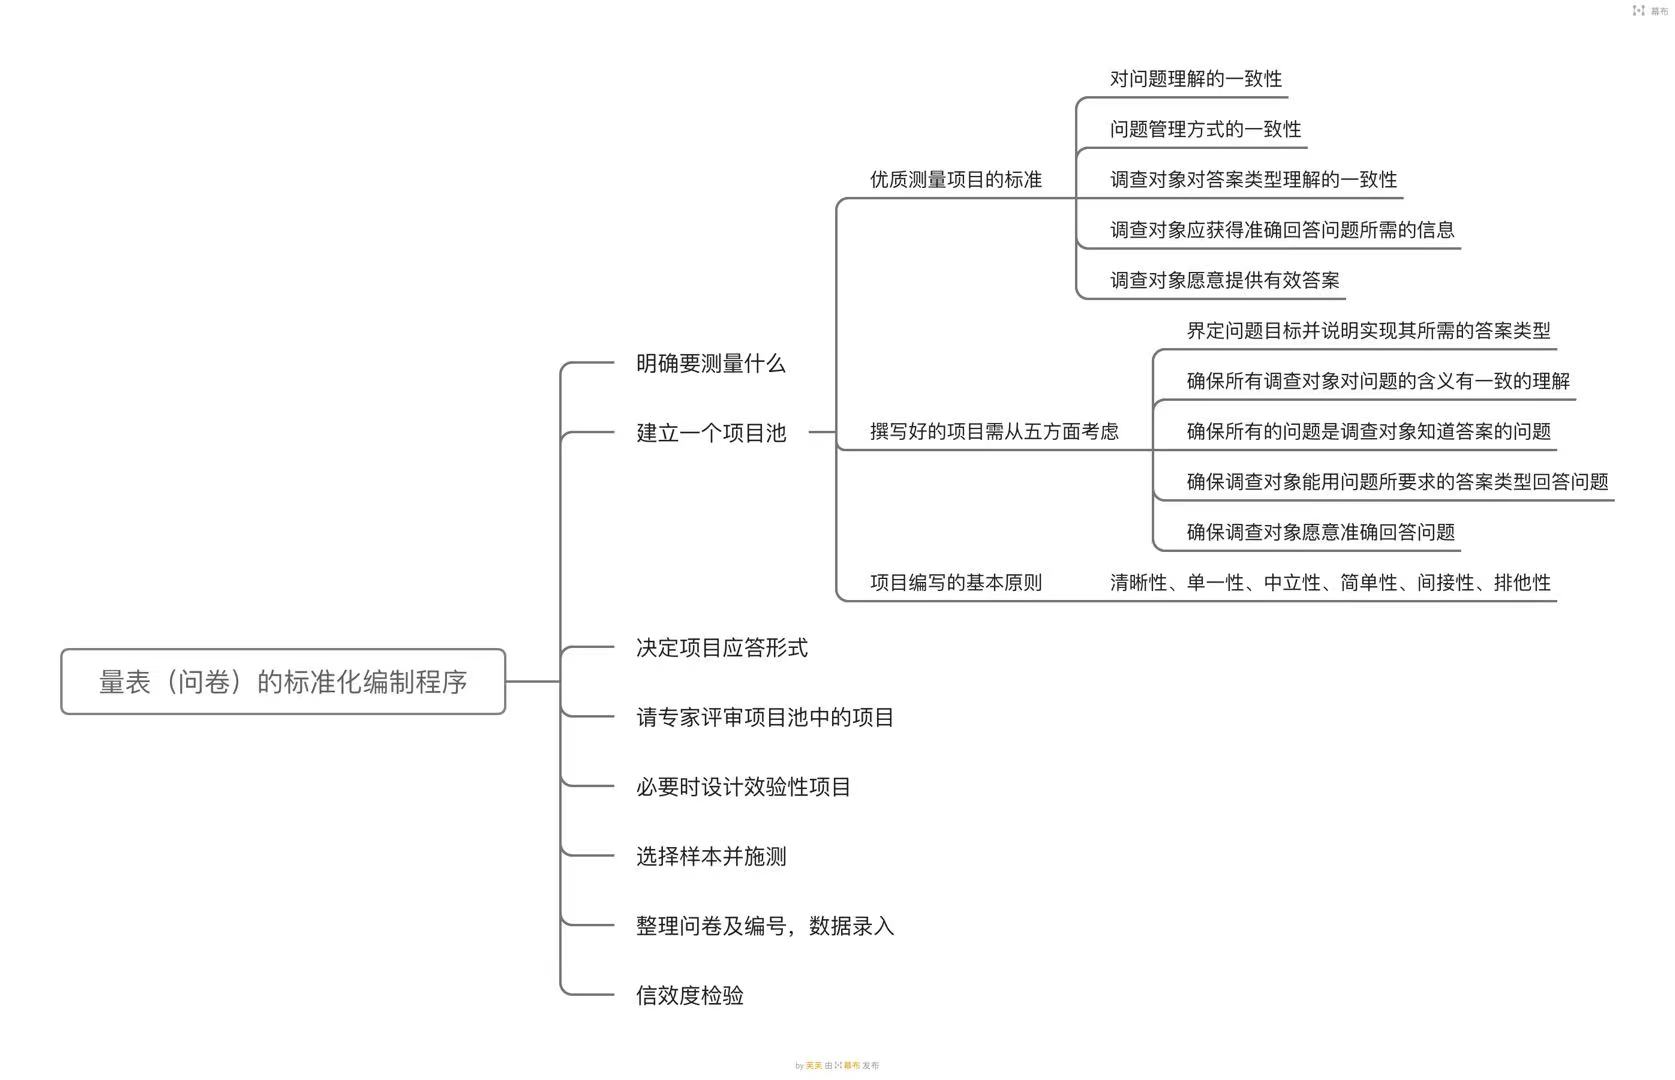 幕布
量表（问卷）的标准化编制程序
明确要测量什么
建立一个项目池
优质测量项目的标准
对问题理解的一致性
问题管理方式的一致性
调查对象对答案类型理解的一致性
调查对象应获得准确回答问题所需的信息
调查对象愿意提供有效答案
撰写好的项目需从五方面考虑
界定问题目标并说明实现其所需的答案类型
确保所有调查对象对问题的含义有一致的理解
确保所有的问题是调查对象知道答案的问题
确保调查对象能用问题所要求的答案类型回答问题
确保调查对象愿意准确回答问题
项目编写的基本原则
清晰性、单一性、中立性、简单性、间接性、排他性
决定项目应答形式
请专家评审项目池中的项目
必要时设计效验性项目
选择样本并施测
整理问卷及编号，数据录入
信效度检验
by 芙芙 由 幕布 发布